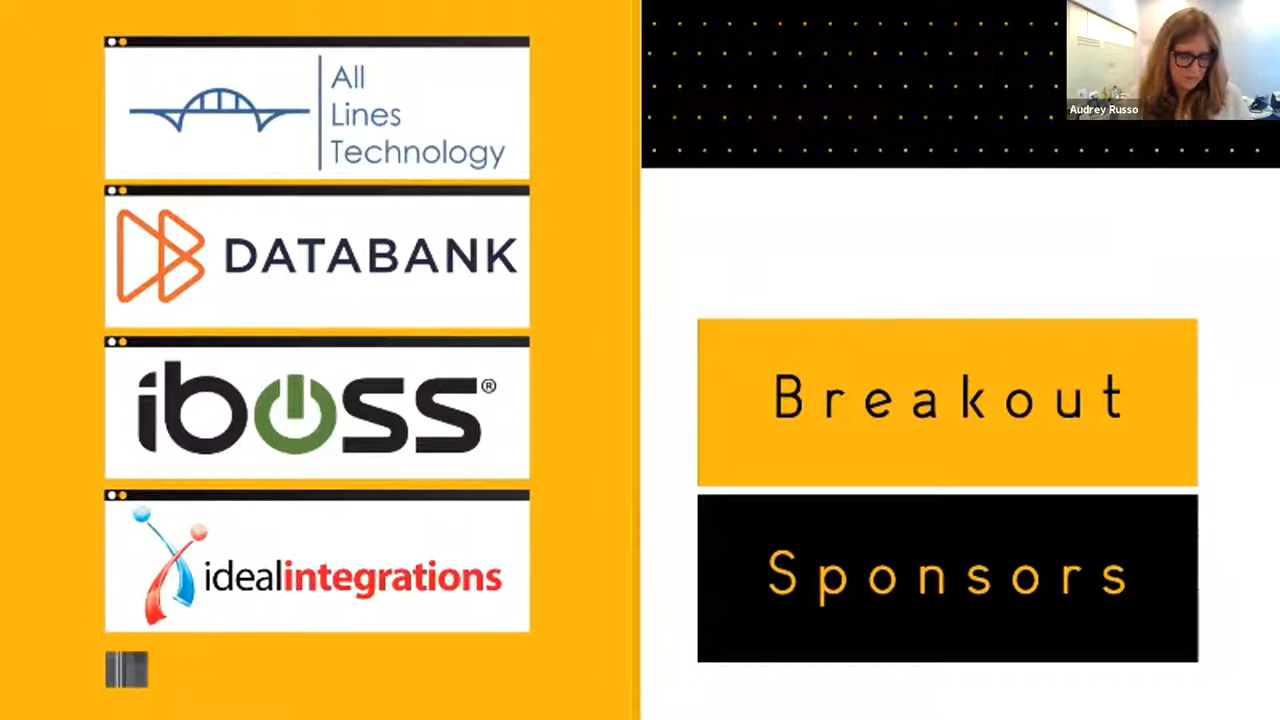 All
Lines
Technology
DATABANK
iboss®
idealintegrations
Audrey Russo
Breakout
Sponsors